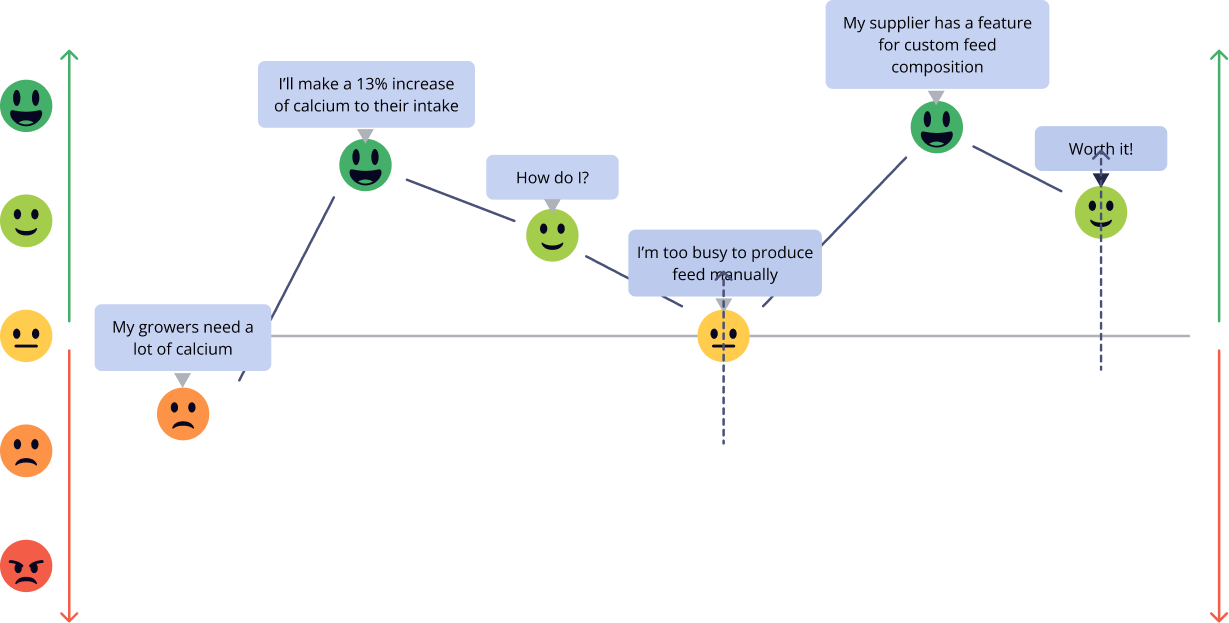 My growers need a
lot of calcium
I’ll make a 13% increase
of calcium to their intake
How do I?
I’m too busy to produce
feed manually
My supplier has a feature
for custom feed
composition
Worth it!